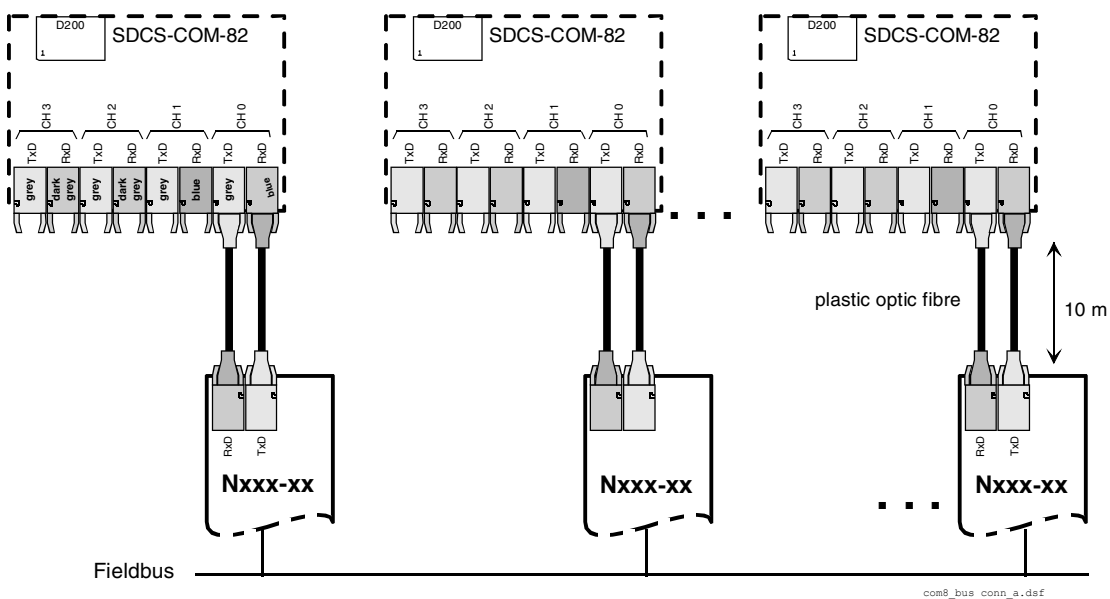 D200
1
SDCS-COM-82
D200
1
SDCS-COM-82
D200
1
SDCS-COM-82
CH 3
CH 2
CH 1
CH 0
CH 3
CH 2
CH 1
CH 0
CH 3
CH 2
CH 1
CH 0
TxD
RxD
TxD
RxD
TxD
RxD
TxD
RxD
TxD
RxD
TxD
RxD
TxD
RxD
TxD
RxD
TxD
RxD
TxD
RxD
TxD
RxD
TxD
RxD
grey
dark
grey
grey
dark
grey
grey
blue
grey
blue
plastic optic fibre
10 m
RxD
TxD
RxD
TxD
Nxxx-xx
Nxxx-xx
Nxxx-xx
Fieldbus
com8_bus conn_a.dsf